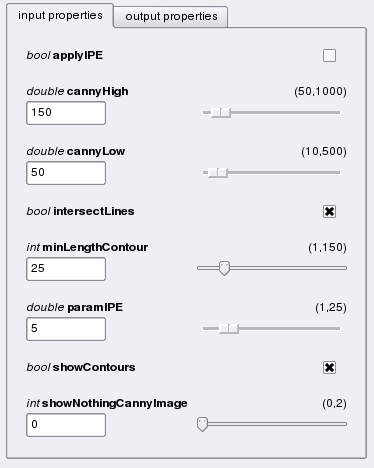 input properties output properties
bool applyIPE
double cannyHigh (50,1000)
150
double cannyLow (10,500)
50
bool intersectLines
int minLengthContour (1,150)
25
double paramIPE (1,25)
5
bool showContours
int showNothingCannyImage (0,2)
0